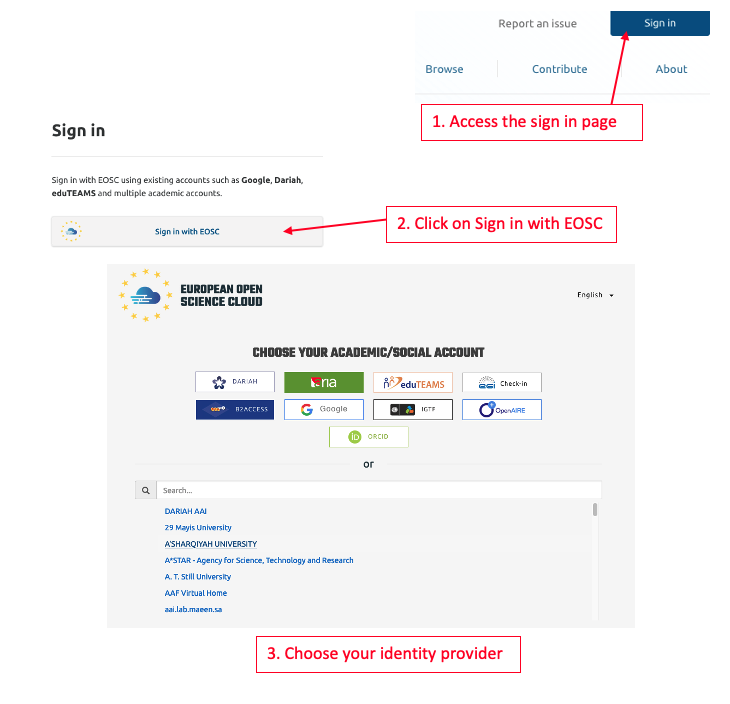 Report an issue
Sign in
Browse
Contribute
About
1. Access the sign in page
Sign in
Sign in with EOSC using existing accounts such as Google, Dariah,
eduTEAMS and multiple academic accounts.
Sign in with EOSC
2. Click on Sign in with EOSC
EUROPEAN OPEN
SCIENCE CLOUD
English
CHOOSE YOUR ACADEMIC/SOCIAL ACCOUNT
DARIAH
ria
eduTEAMS
Check-in
B2ACCESS
Google
IGTF
OpenAIRE
iD ORCID
or
Search...
DARIAH AAI
29 Mayis University
A'SHARQIYAH UNIVERSITY
A*STAR - Agency for Science, Technology and Research
A. T. Still University
AAF Virtual Home
aai.lab.maeen.sa
3. Choose your identity provider